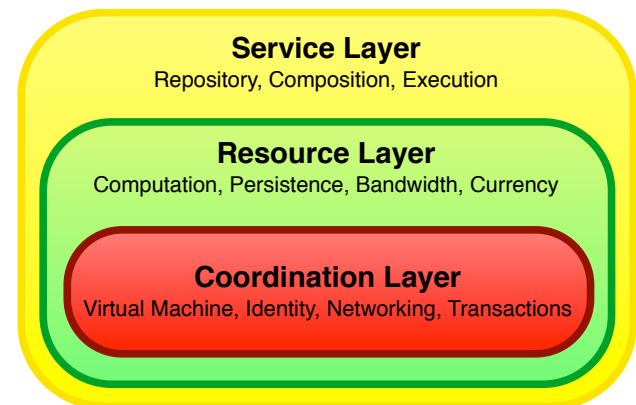 Service Layer
Repository, Composition, Execution
Resource Layer
Computation, Persistence, Bandwidth, Currency
Coordination Layer
Virtual Machine, Identity, Networking, Transactions